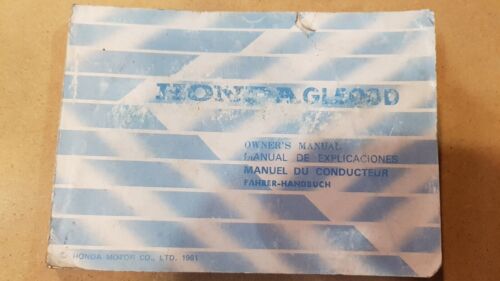 HONDA GL500D
OWNER'S MANUAL
MANUAL DE EXPLICACIONES
MANUEL DU CONDUCTEUR
FAHRER-HANDBUCH
© HONDA MOTOR CO., LTD. 1981